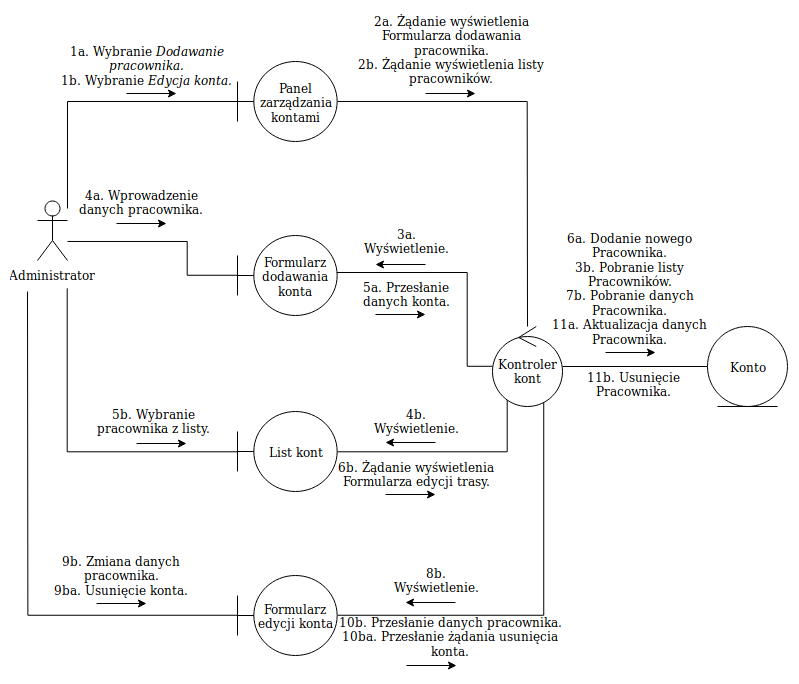 2a. Żądanie wyświetlenia
Formularza dodawania
pracownika.
2b. Żądanie wyświetlenia listy
pracowników.
1a. Wybranie Dodawanie
pracownika.
1b. Wybranie Edycja konta.
Panel
zarządzania
kontami
4a. Wprowadzenie
danych pracownika.
Administrator
3a.
Wyświetlenie.
Formularz
dodawania
konta
5a. Przesłanie
danych konta.
6a. Dodanie nowego
Pracownika.
3b. Pobranie listy
Pracowników.
7b. Pobranie danych
Pracownika.
11a. Aktualizacja danych
Pracownika.
Kontroler
kont
Konto
11b. Usunięcie
Pracownika.
5b. Wybranie
pracownika z listy.
4b.
Wyświetlenie.
List kont
6b. Żądanie wyświetlenia
Formularza edycji trasy.
9b. Zmiana danych
pracownika.
9ba. Usunięcie konta.
8b.
Wyświetlenie.
Formularz
edycji konta
10b. Przesłanie danych pracownika.
10ba. Przesłanie żądania usunięcia
konta.